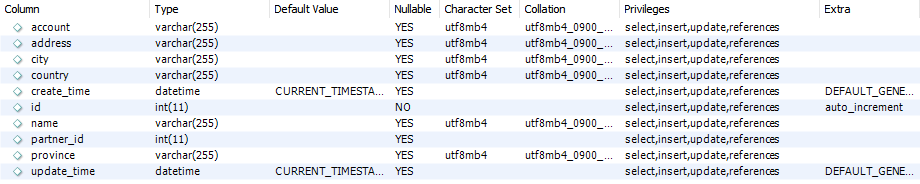 Column Type Default Value Nullable Character Set Collation Privileges Extra
account varchar(255) YES utf8mb4 utf8mb4_0900_... select,insert,update,references
address varchar(255) YES utf8mb4 utf8mb4_0900_... select,insert,update,references
city varchar(255) YES utf8mb4 utf8mb4_0900_... select,insert,update,references
country varchar(255) YES utf8mb4 utf8mb4_0900_... select,insert,update,references
create_time datetime CURRENT_TIMESTA... YES select,insert,update,references DEFAULT_GENE...
id int(11) NO select,insert,update,references auto_increment
name varchar(255) YES utf8mb4 utf8mb4_0900_... select,insert,update,references
partner_id int(11) YES select,insert,update,references
province varchar(255) YES utf8mb4 utf8mb4_0900_... select,insert,update,references
update_time datetime CURRENT_TIMESTA... YES select,insert,update,references DEFAULT_GENE...